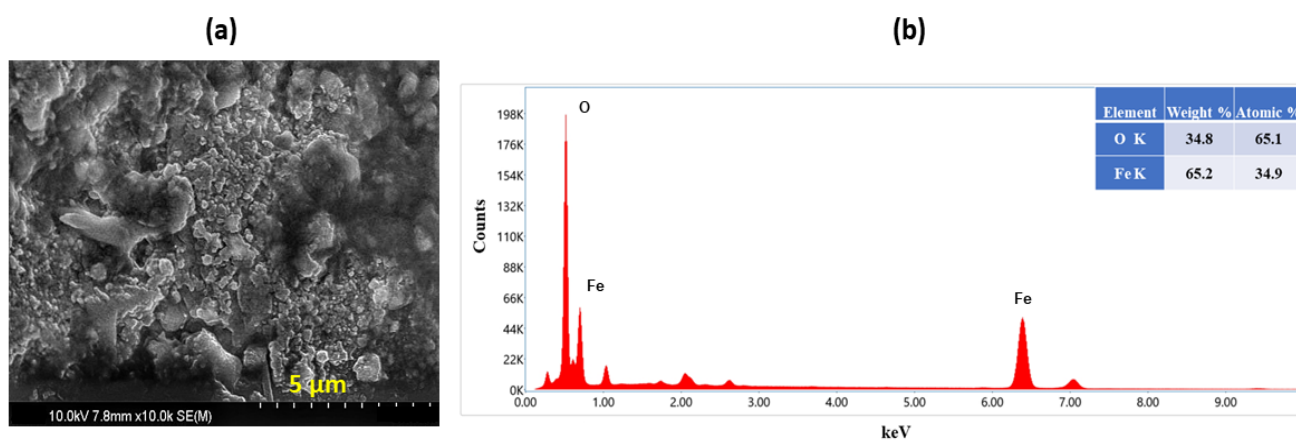 (a)
(b)
5 µm
10.0kV 7.8mm x10.0k SE(M)
Counts
198K
176K
154K
132K
110K
88K
66K
44K
22K
0K
O
Fe
Fe
0.00 1.00 2.00 3.00 4.00 5.00 6.00 7.00 8.00 9.00
keV
Element Weight % Atomic %
O K 34.8 65.1
Fe K 65.2 34.9